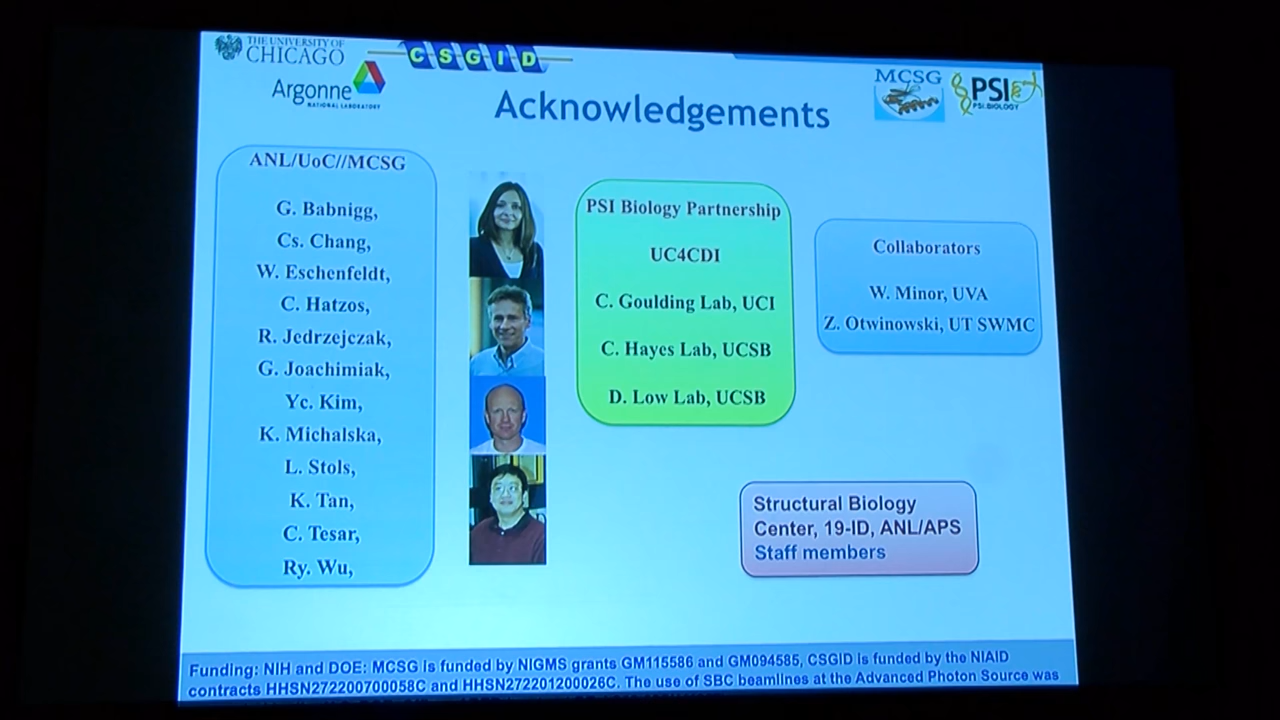 THE UNIVERSITY OF
CHICAGO
CSGID
Argonne
NATIONAL LABORATORY
Acknowledgements
MCSG
PSI
PSI:BIOLOGY
ANL/UoC//MCSG
G. Babnigg,
Cs. Chang,
W. Eschenfeldt,
C. Hatzos,
R. Jedrzejczak,
G. Joachimiak,
Yc. Kim,
K. Michalska,
L. Stols,
K. Tan,
C. Tesar,
Ry. Wu,
PSI Biology Partnership
UC4CDI
C. Goulding Lab, UCI
C. Hayes Lab, UCSB
D. Low Lab, UCSB
Collaborators
W. Minor, UVA
Z. Otwinowski, UT SWMC
Structural Biology
Center, 19-ID, ANL/APS
Staff members
Funding: NIH and DOE: MCSG is funded by NIGMS grants GM115586 and GM094585, CSGID is funded by the NIAID
contracts HHSN272200700058C and HHSN272201200026C. The use of SBC beamlines at the Advanced Photon Source was